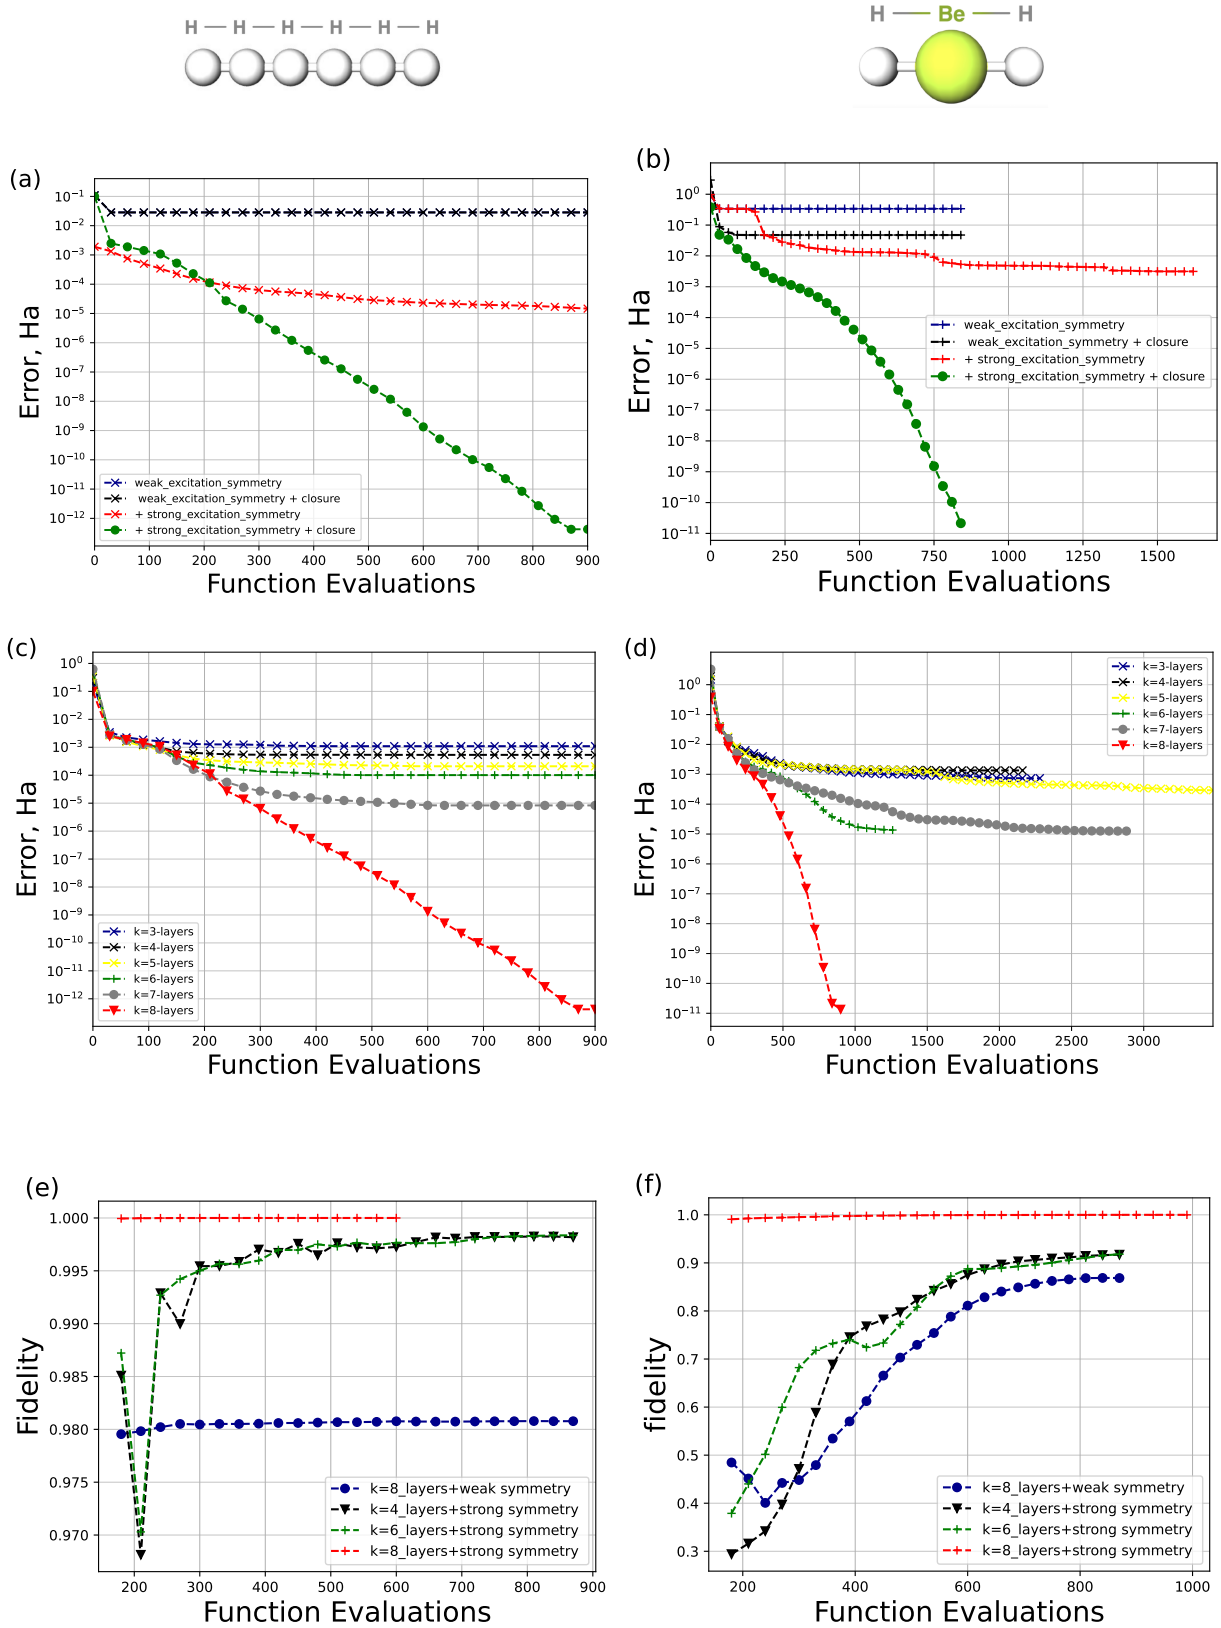 H — H — H — H — H — H
H — Be — H
(a)
10⁻¹
10⁻²
10⁻³
10⁻⁴
10⁻⁵
10⁻⁶
10⁻⁷
10⁻⁸
10⁻⁹
10⁻¹⁰
10⁻¹¹
10⁻¹²
Error, Ha
weak_excitation_symmetry
weak_excitation_symmetry + closure
+ strong_excitation_symmetry
+ strong_excitation_symmetry + closure
0 100 200 300 400 500 600 700 800 900
Function Evaluations
(b)
10⁰
10⁻¹
10⁻²
10⁻³
10⁻⁴
10⁻⁵
10⁻⁶
10⁻⁷
10⁻⁸
10⁻⁹
10⁻¹⁰
10⁻¹¹
Error, Ha
weak_excitation_symmetry
weak_excitation_symmetry + closure
+ strong_excitation_symmetry
+ strong_excitation_symmetry + closure
0 250 500 750 1000 1250 1500
Function Evaluations
(c)
10⁰
10⁻¹
10⁻²
10⁻³
10⁻⁴
10⁻⁵
10⁻⁶
10⁻⁷
10⁻⁸
10⁻⁹
10⁻¹⁰
10⁻¹¹
10⁻¹²
Error, Ha
k=3-layers
k=4-layers
k=5-layers
k=6-layers
k=7-layers
k=8-layers
0 100 200 300 400 500 600 700 800 900
Function Evaluations
(d)
10⁰
10⁻¹
10⁻²
10⁻³
10⁻⁴
10⁻⁵
10⁻⁶
10⁻⁷
10⁻⁸
10⁻⁹
10⁻¹⁰
10⁻¹¹
Error, Ha
k=3-layers
k=4-layers
k=5-layers
k=6-layers
k=7-layers
k=8-layers
0 500 1000 1500 2000 2500 3000
Function Evaluations
(e)
1.000
0.995
0.990
0.985
0.980
0.975
0.970
Fidelity
k=8_layers+weak symmetry
k=4_layers+strong symmetry
k=6_layers+strong symmetry
k=8_layers+strong symmetry
200 300 400 500 600 700 800 900
Function Evaluations
(f)
1.0
0.9
0.8
0.7
0.6
0.5
0.4
0.3
fidelity
k=8_layers+weak symmetry
k=4_layers+strong symmetry
k=6_layers+strong symmetry
k=8_layers+strong symmetry
200 400 600 800 1000
Function Evaluations